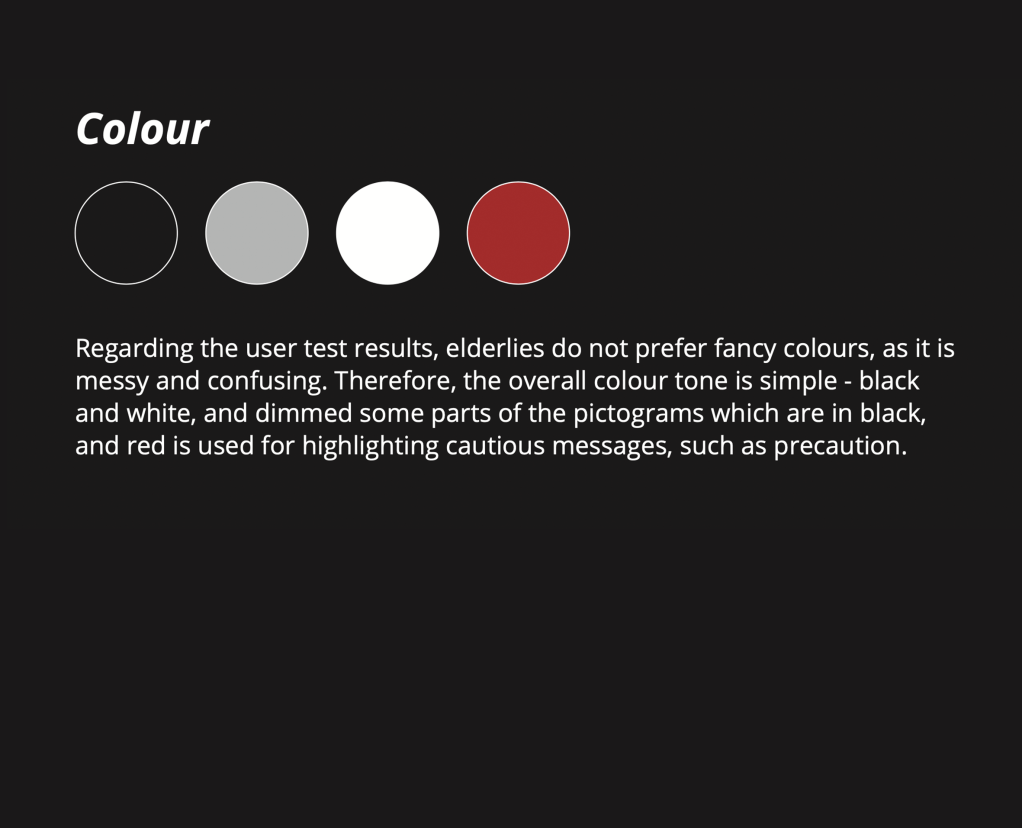 Colour
Regarding the user test results, elderlies do not prefer fancy colours, as it is
messy and confusing. Therefore, the overall colour tone is simple - black
and white, and dimmed some parts of the pictograms which are in black,
and red is used for highlighting cautious messages, such as precaution.